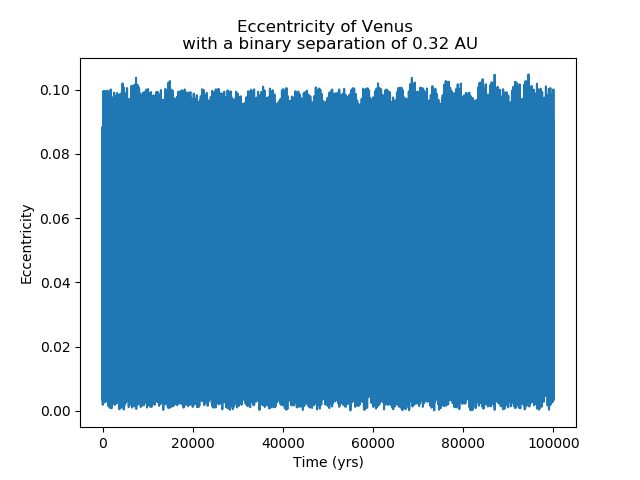 Eccentricity of Venus
with a binary separation of 0.32 AU
0.10
0.08
0.06
0.04
0.02
0.00
Eccentricity
0 20000 40000 60000 80000 100000
Time (yrs)